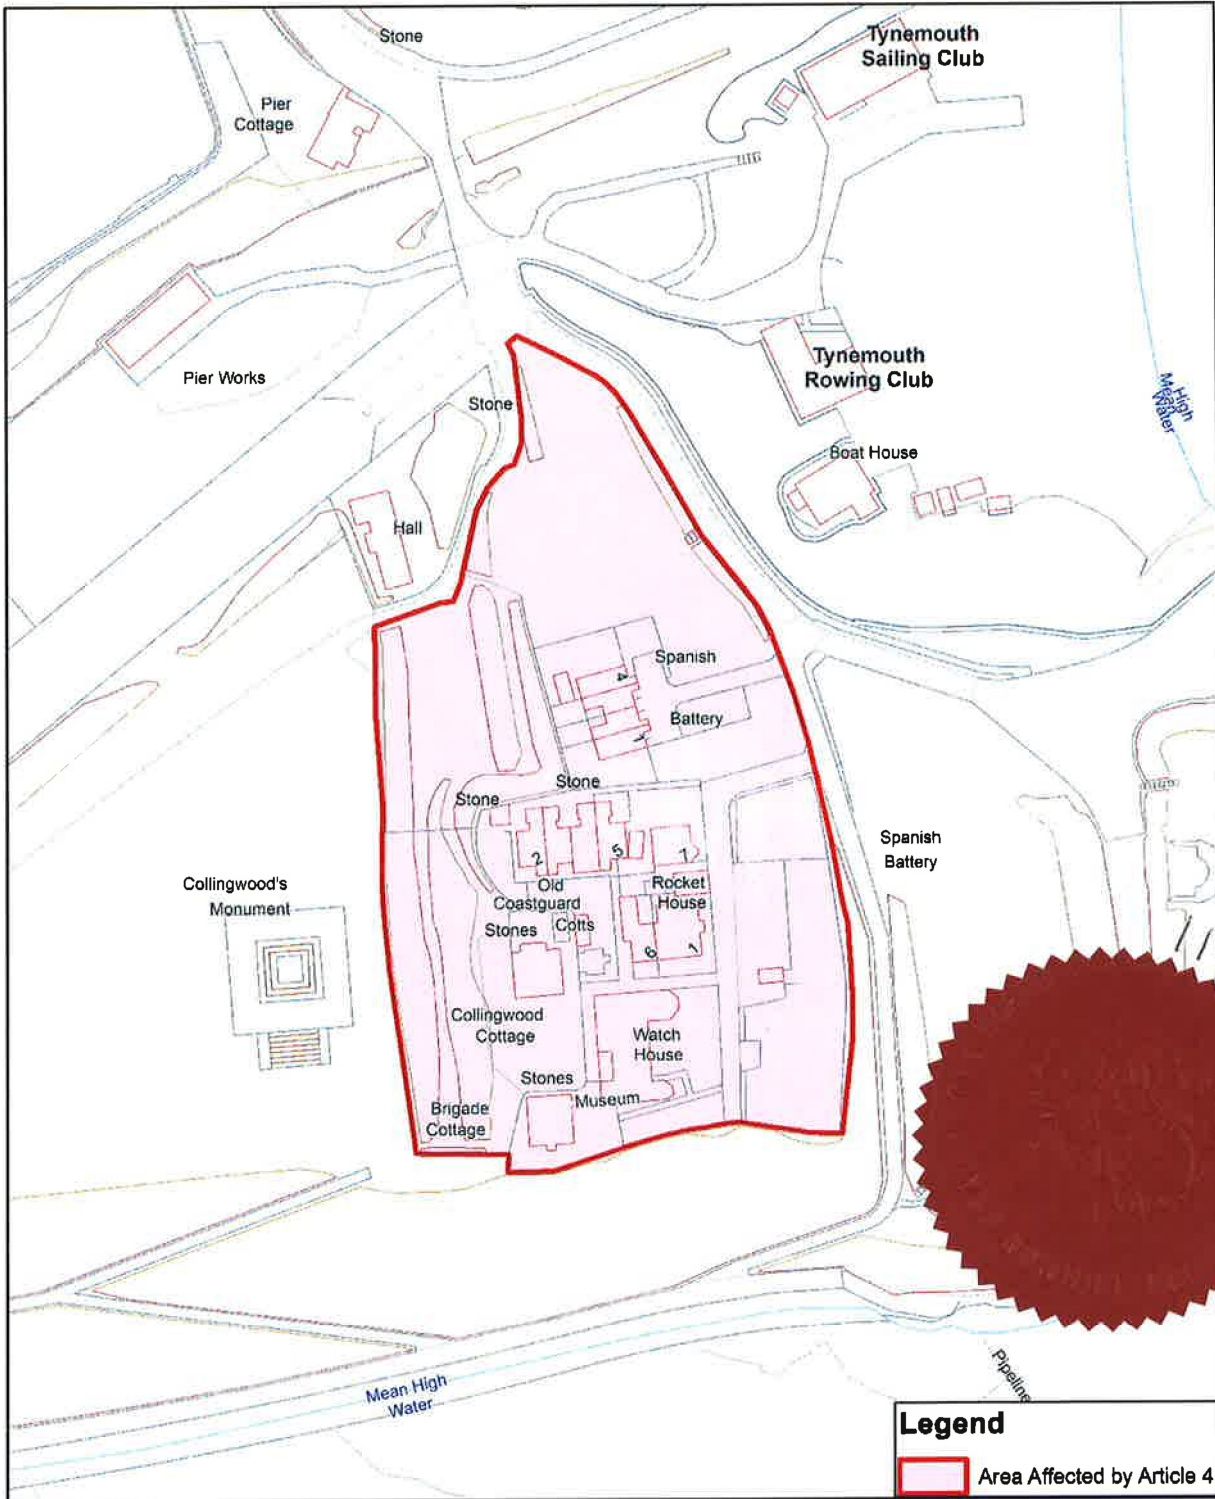 Stone
Tynemouth
Sailing Club
Pier
Cottage
Pier Works
Stone
Tynemouth
Rowing Club
High
Mean
Water
Boat House
Hall
Spanish
4
Battery
1
Stone
Stone
2
5
7
Spanish
Battery
Old
Coastguard
Cotts
Rocket
House
Collingwood's
Monument
Stones
6
1
Collingwood
Cottage
Watch
House
Stones
Museum
Brigade
Cottage
Mean High
Water
Pipeline
Legend
Area Affected by Article 4